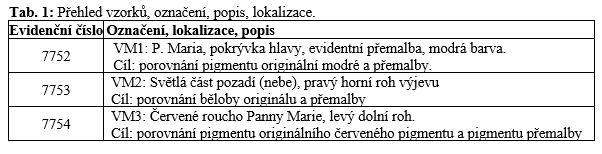 Tab. 1: Přehled vzorků, označení, popis, lokalizace.
Evidenční číslo Označení, lokalizace, popis
7752 VM1: P. Maria, pokrývka hlavy, evidentní přemalba, modrá barva.
Cíl: porovnání pigmentu originální modré a přemalby.
7753 VM2: Světlá část pozadí (nebe), pravý horní roh výjevu
Cíl: porovnání běloby originálu a přemalby
7754 VM3: Červené roucho Panny Marie, levý dolní roh.
Cíl: porovnání pigmentu originálního červeného pigmentu a pigmentu přemalby